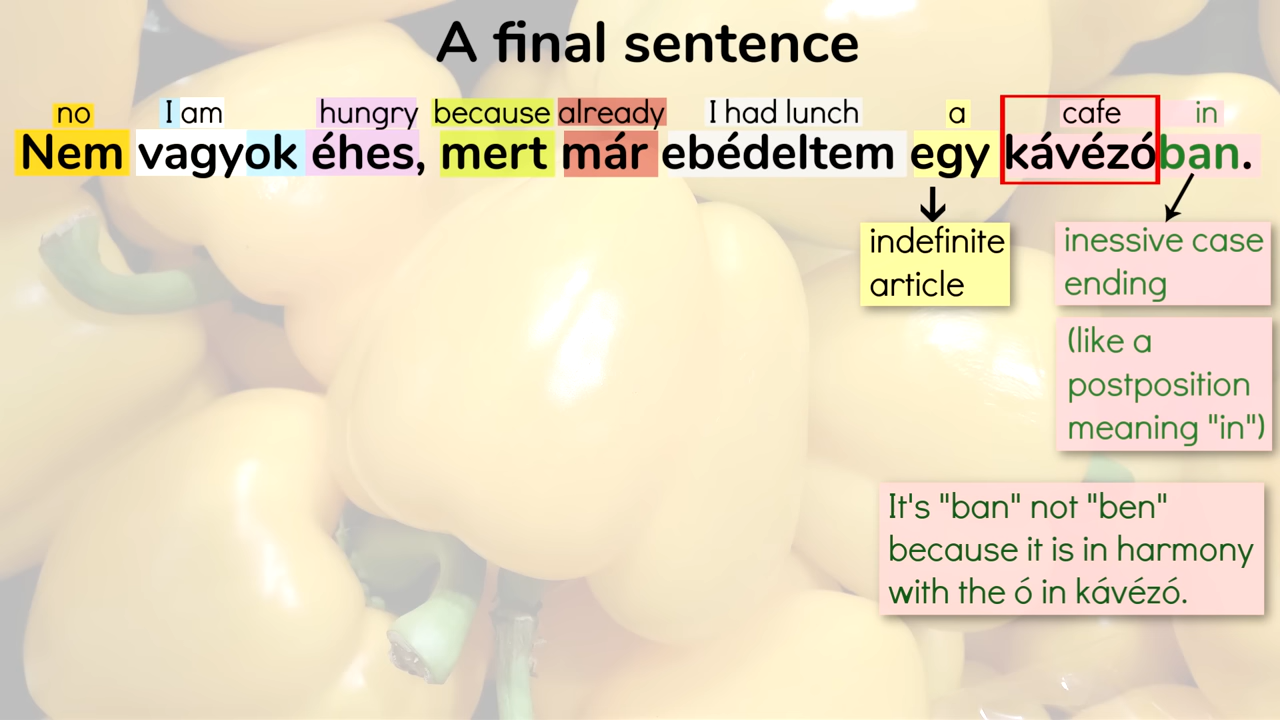 A final sentence
no I am hungry because already I had lunch a cafe in
Nem vagyok éhes, mert már ebédeltem egy kávézóban.
indefinite
article
inessive case
ending
(like a
postposition
meaning "in")
It's "ban" not "ben"
because it is in harmony
with the ó in kávézó.